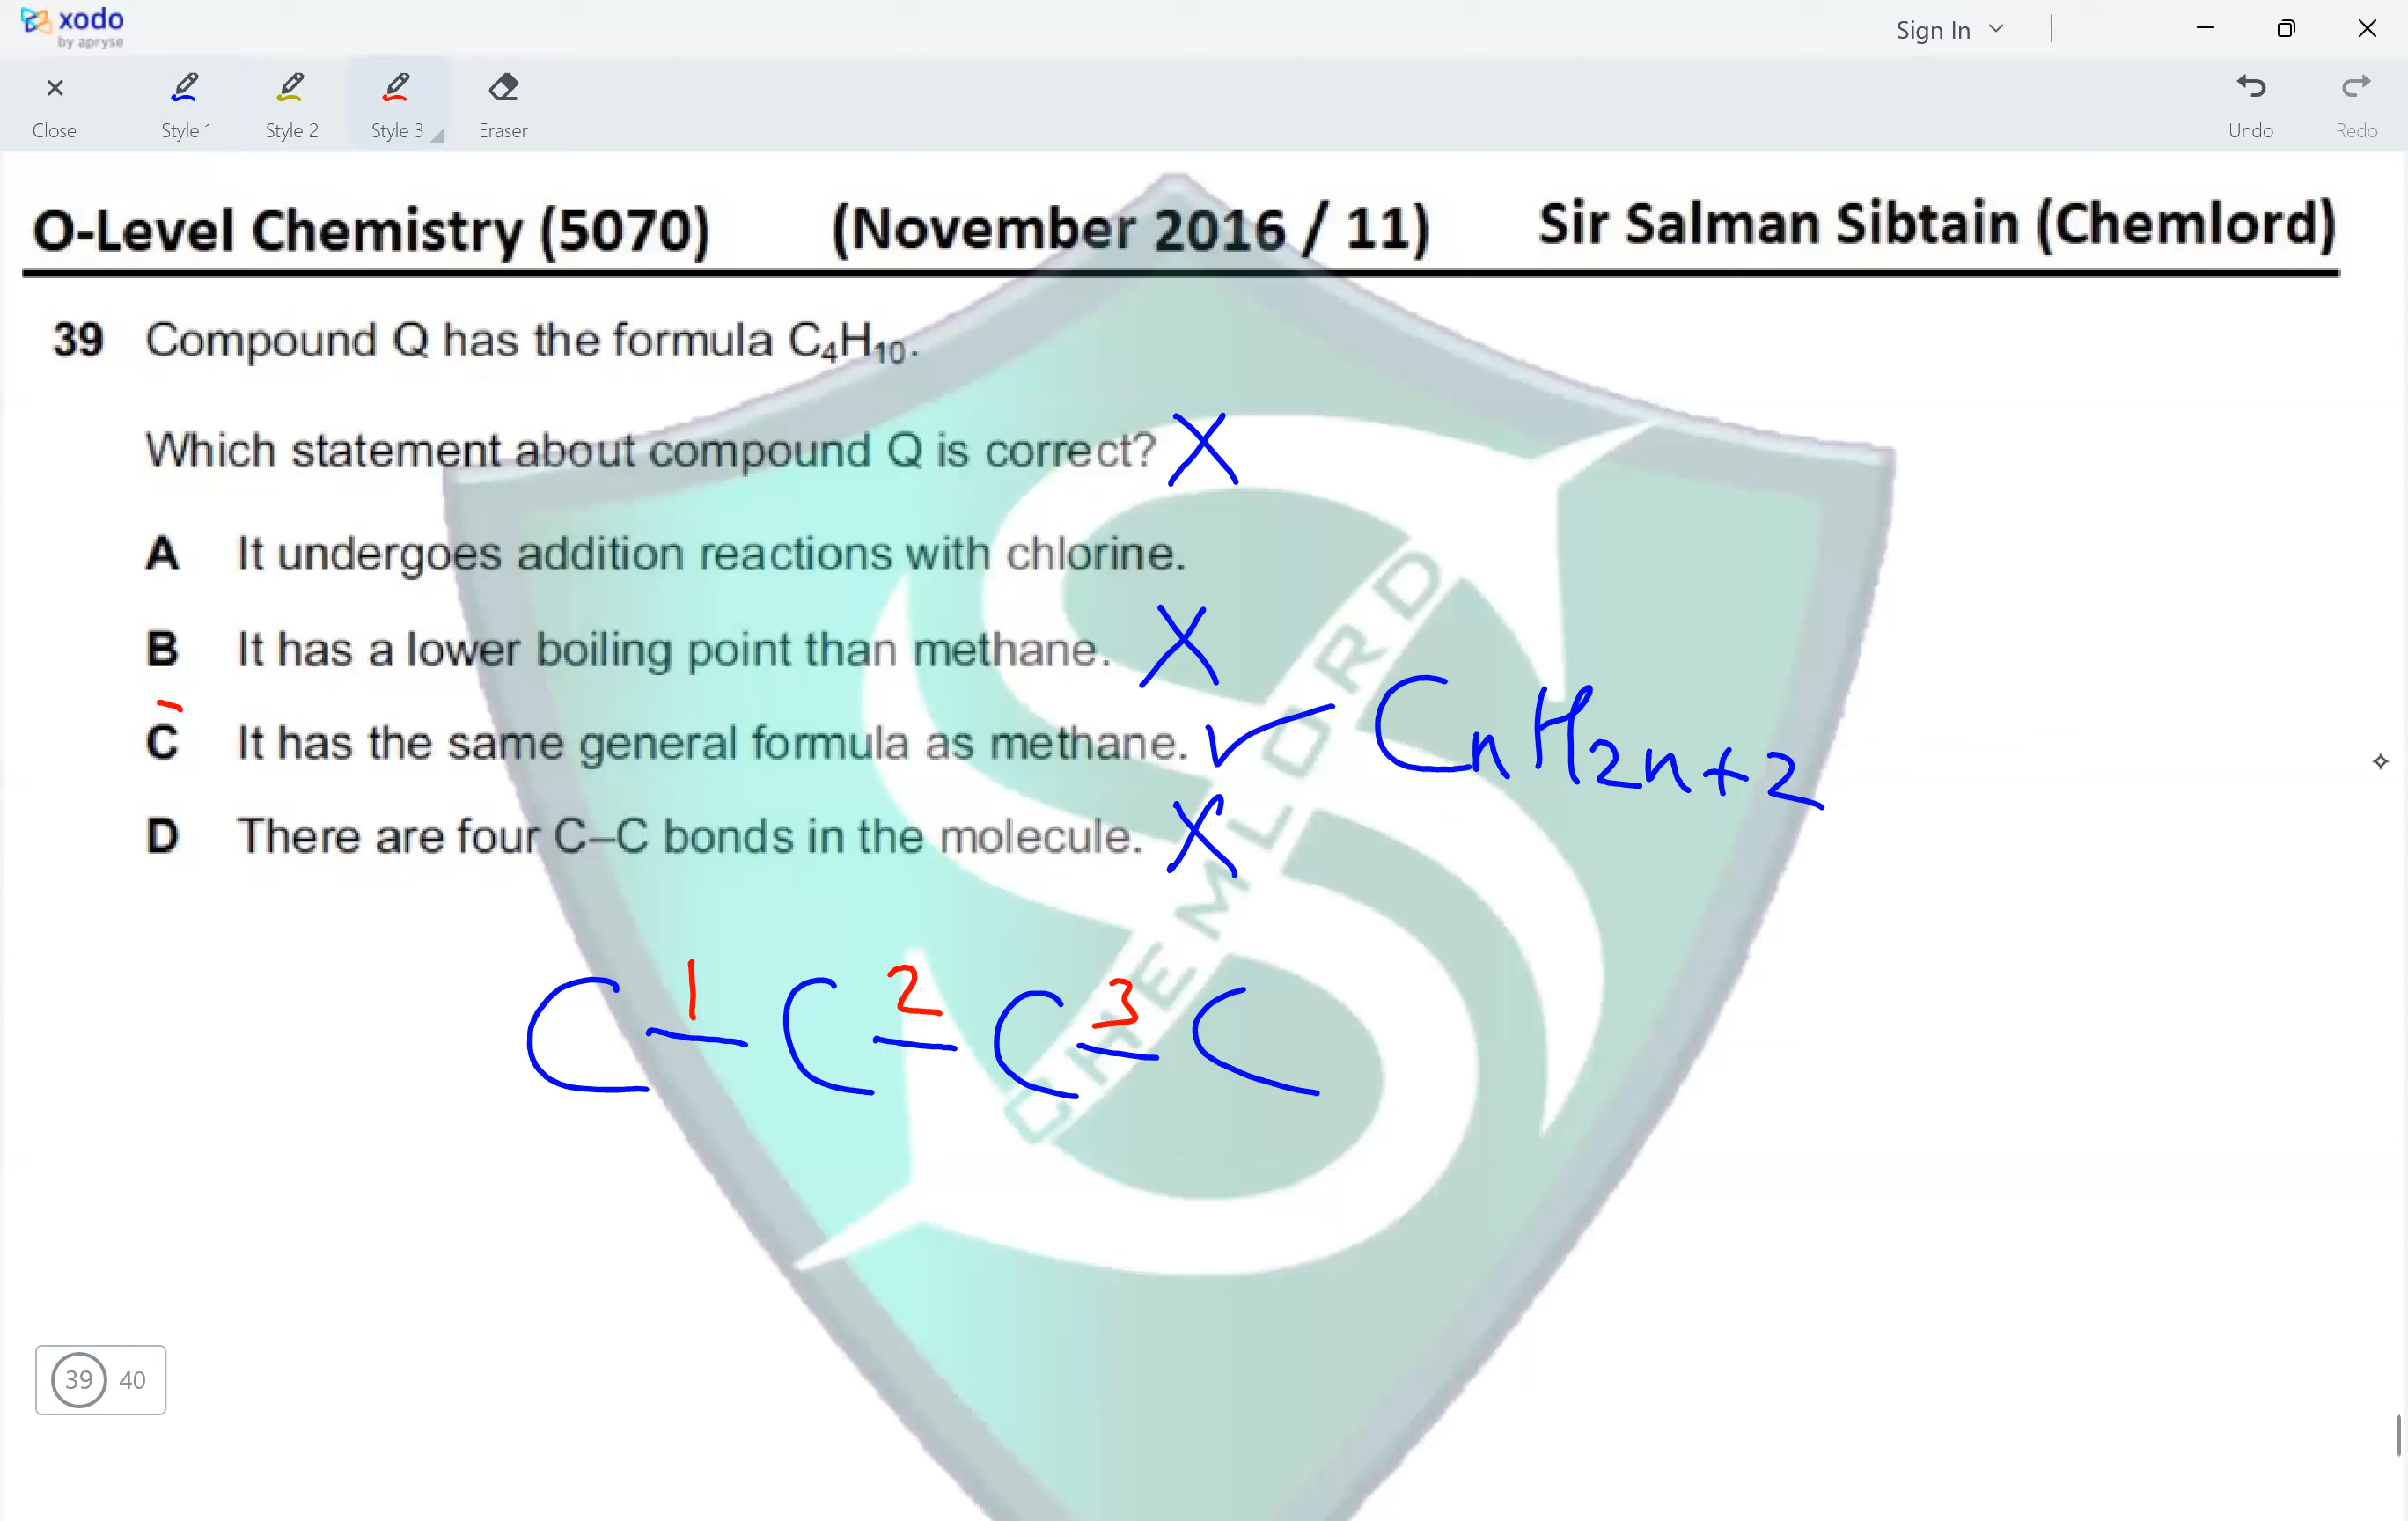 xodo
by apryse
Sign In
Close
Style 1
Style 2
Style 3
Eraser
Undo
Redo
O-Level Chemistry (5070) (November 2016 / 11) Sir Salman Sibtain (Chemlord)
39 Compound Q has the formula C₄H₁₀.
Which statement about compound Q is correct? X
A It undergoes addition reactions with chlorine.
B It has a lower boiling point than methane. X
C It has the same general formula as methane. ✓ CₙH₂ₙ₊₂
D There are four C–C bonds in the molecule. X
CHEMLORD
1 2 3
C – C – C – C
39 40